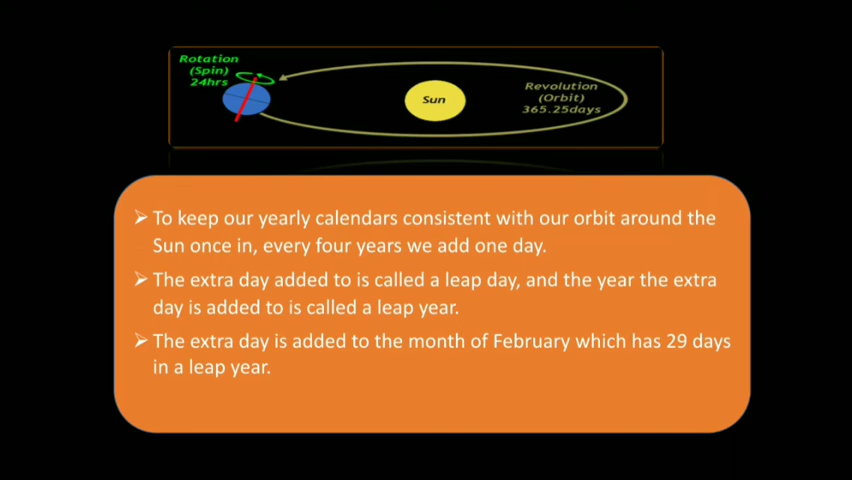 Rotation
(Spin)
24hrs
Sun
Revolution
(Orbit)
365.25days
➢ To keep our yearly calendars consistent with our orbit around the
Sun once in, every four years we add one day.
➢ The extra day added to is called a leap day, and the year the extra
day is added to is called a leap year.
➢ The extra day is added to the month of February which has 29 days
in a leap year.